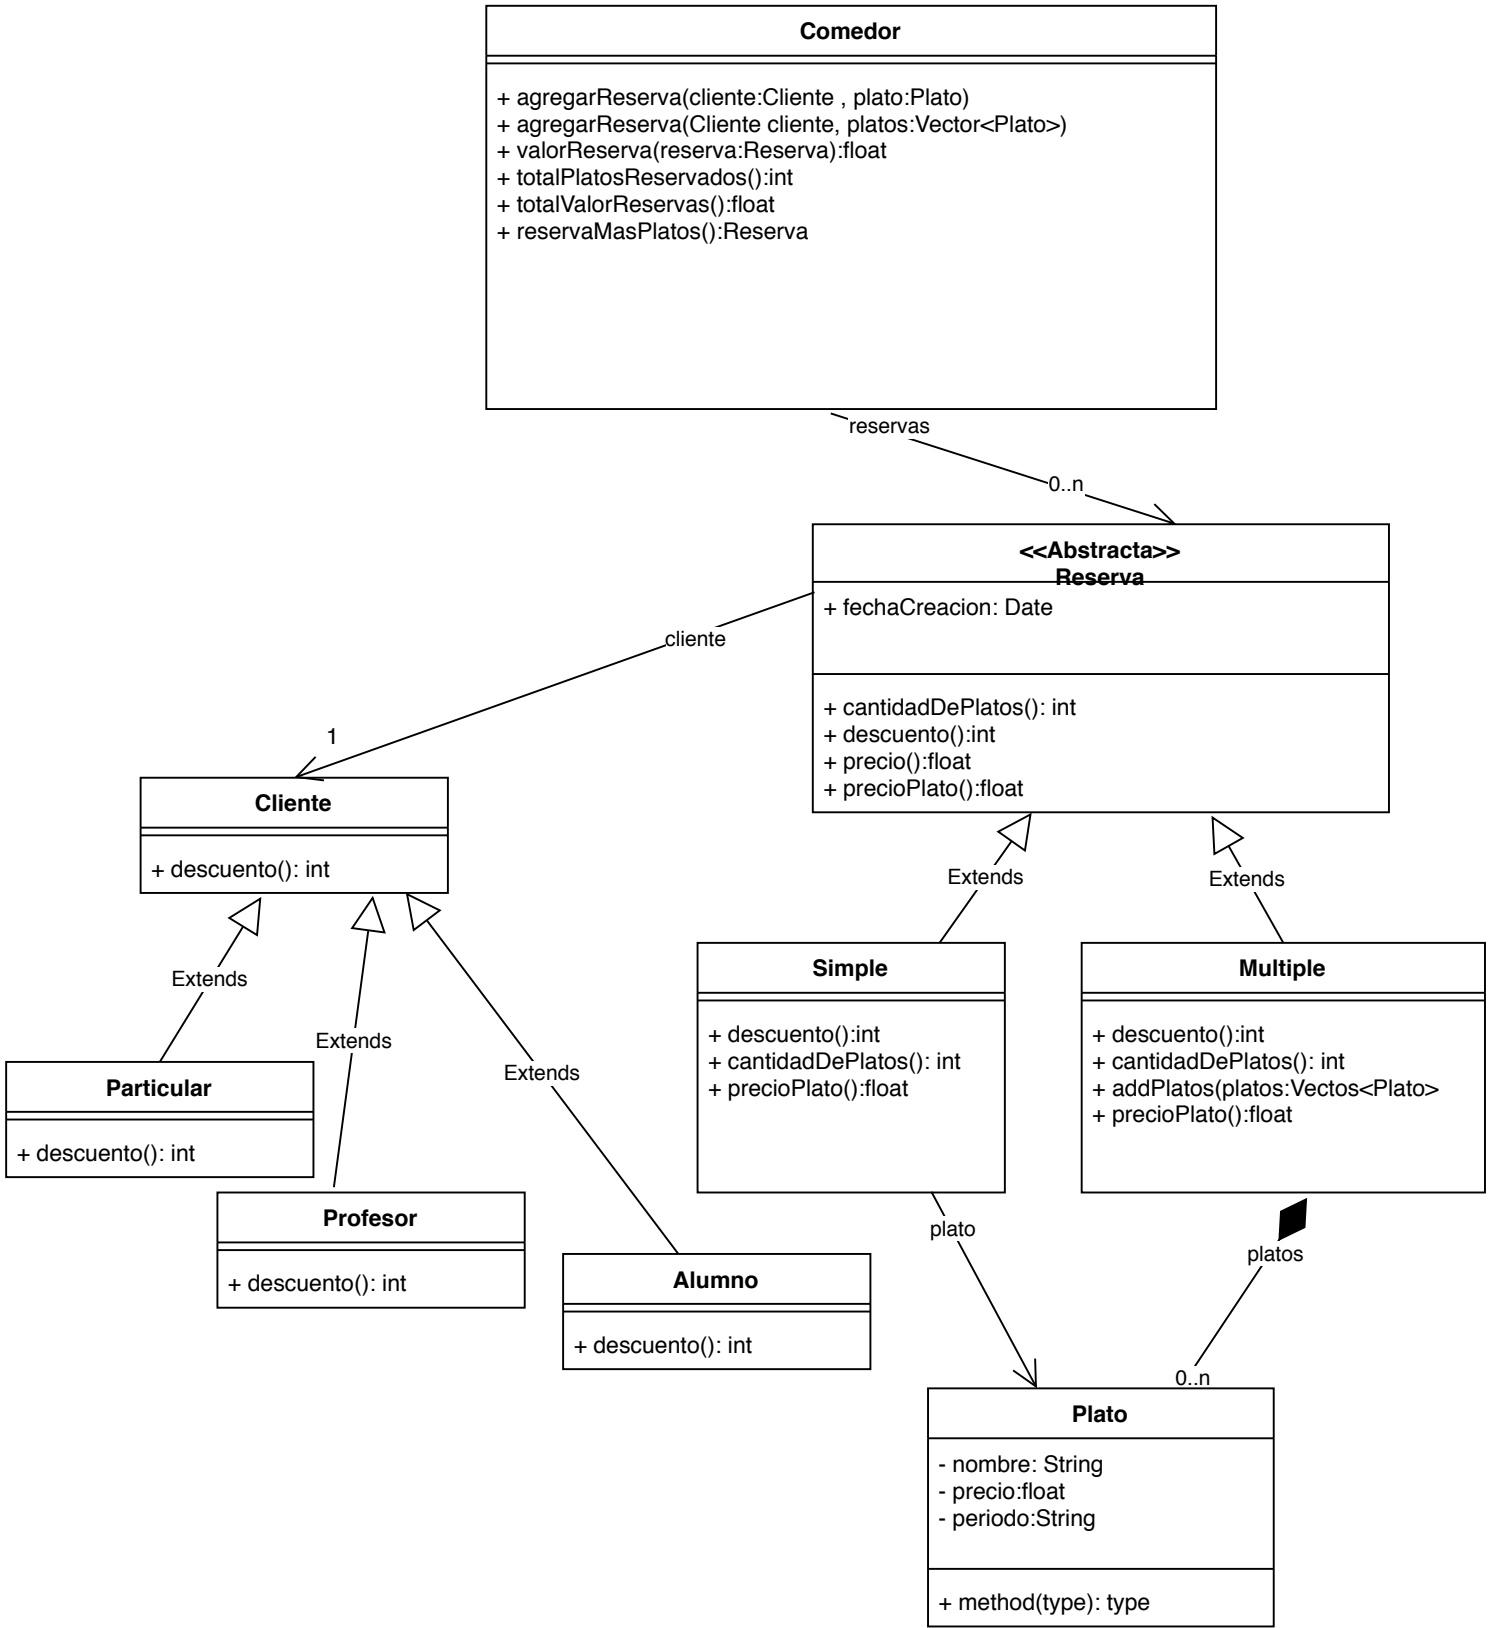 Comedor
+ agregarReserva(cliente:Cliente , plato:Plato)
+ agregarReserva(Cliente cliente, platos:Vector<Plato>)
+ valorReserva(reserva:Reserva):float
+ totalPlatosReservados():int
+ totalValorReservas():float
+ reservaMasPlatos():Reserva
reservas
0..n
<<Abstracta>>
Reserva
+ fechaCreacion: Date
+ cantidadDePlatos(): int
+ descuento():int
+ precio():float
+ precioPlato():float
cliente
1
Cliente
+ descuento(): int
Extends
Extends
Extends
Extends
Extends
Particular
+ descuento(): int
Profesor
+ descuento(): int
Alumno
+ descuento(): int
Simple
+ descuento():int
+ cantidadDePlatos(): int
+ precioPlato():float
Multiple
+ descuento():int
+ cantidadDePlatos(): int
+ addPlatos(platos:Vectos<Plato>
+ precioPlato():float
plato
platos
0..n
Plato
- nombre: String
- precio:float
- periodo:String
+ method(type): type